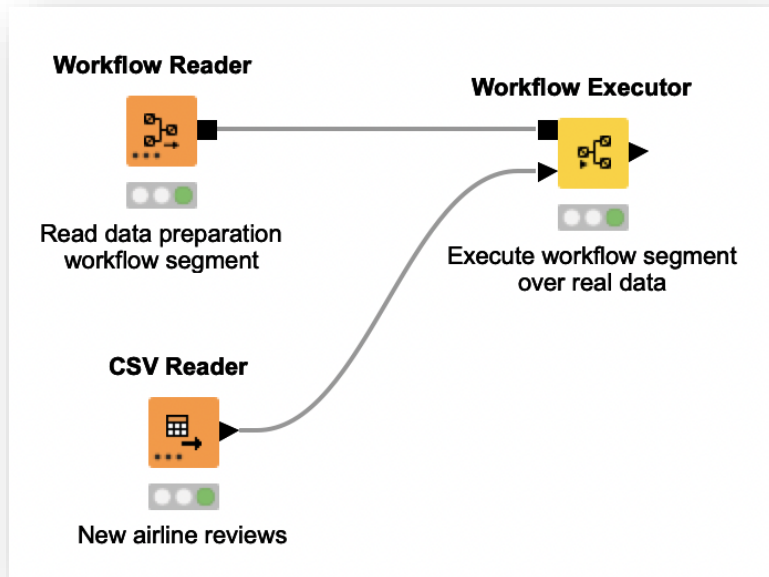 Workflow Reader
Read data preparation
workflow segment
Workflow Executor
Execute workflow segment
over real data
CSV Reader
New airline reviews